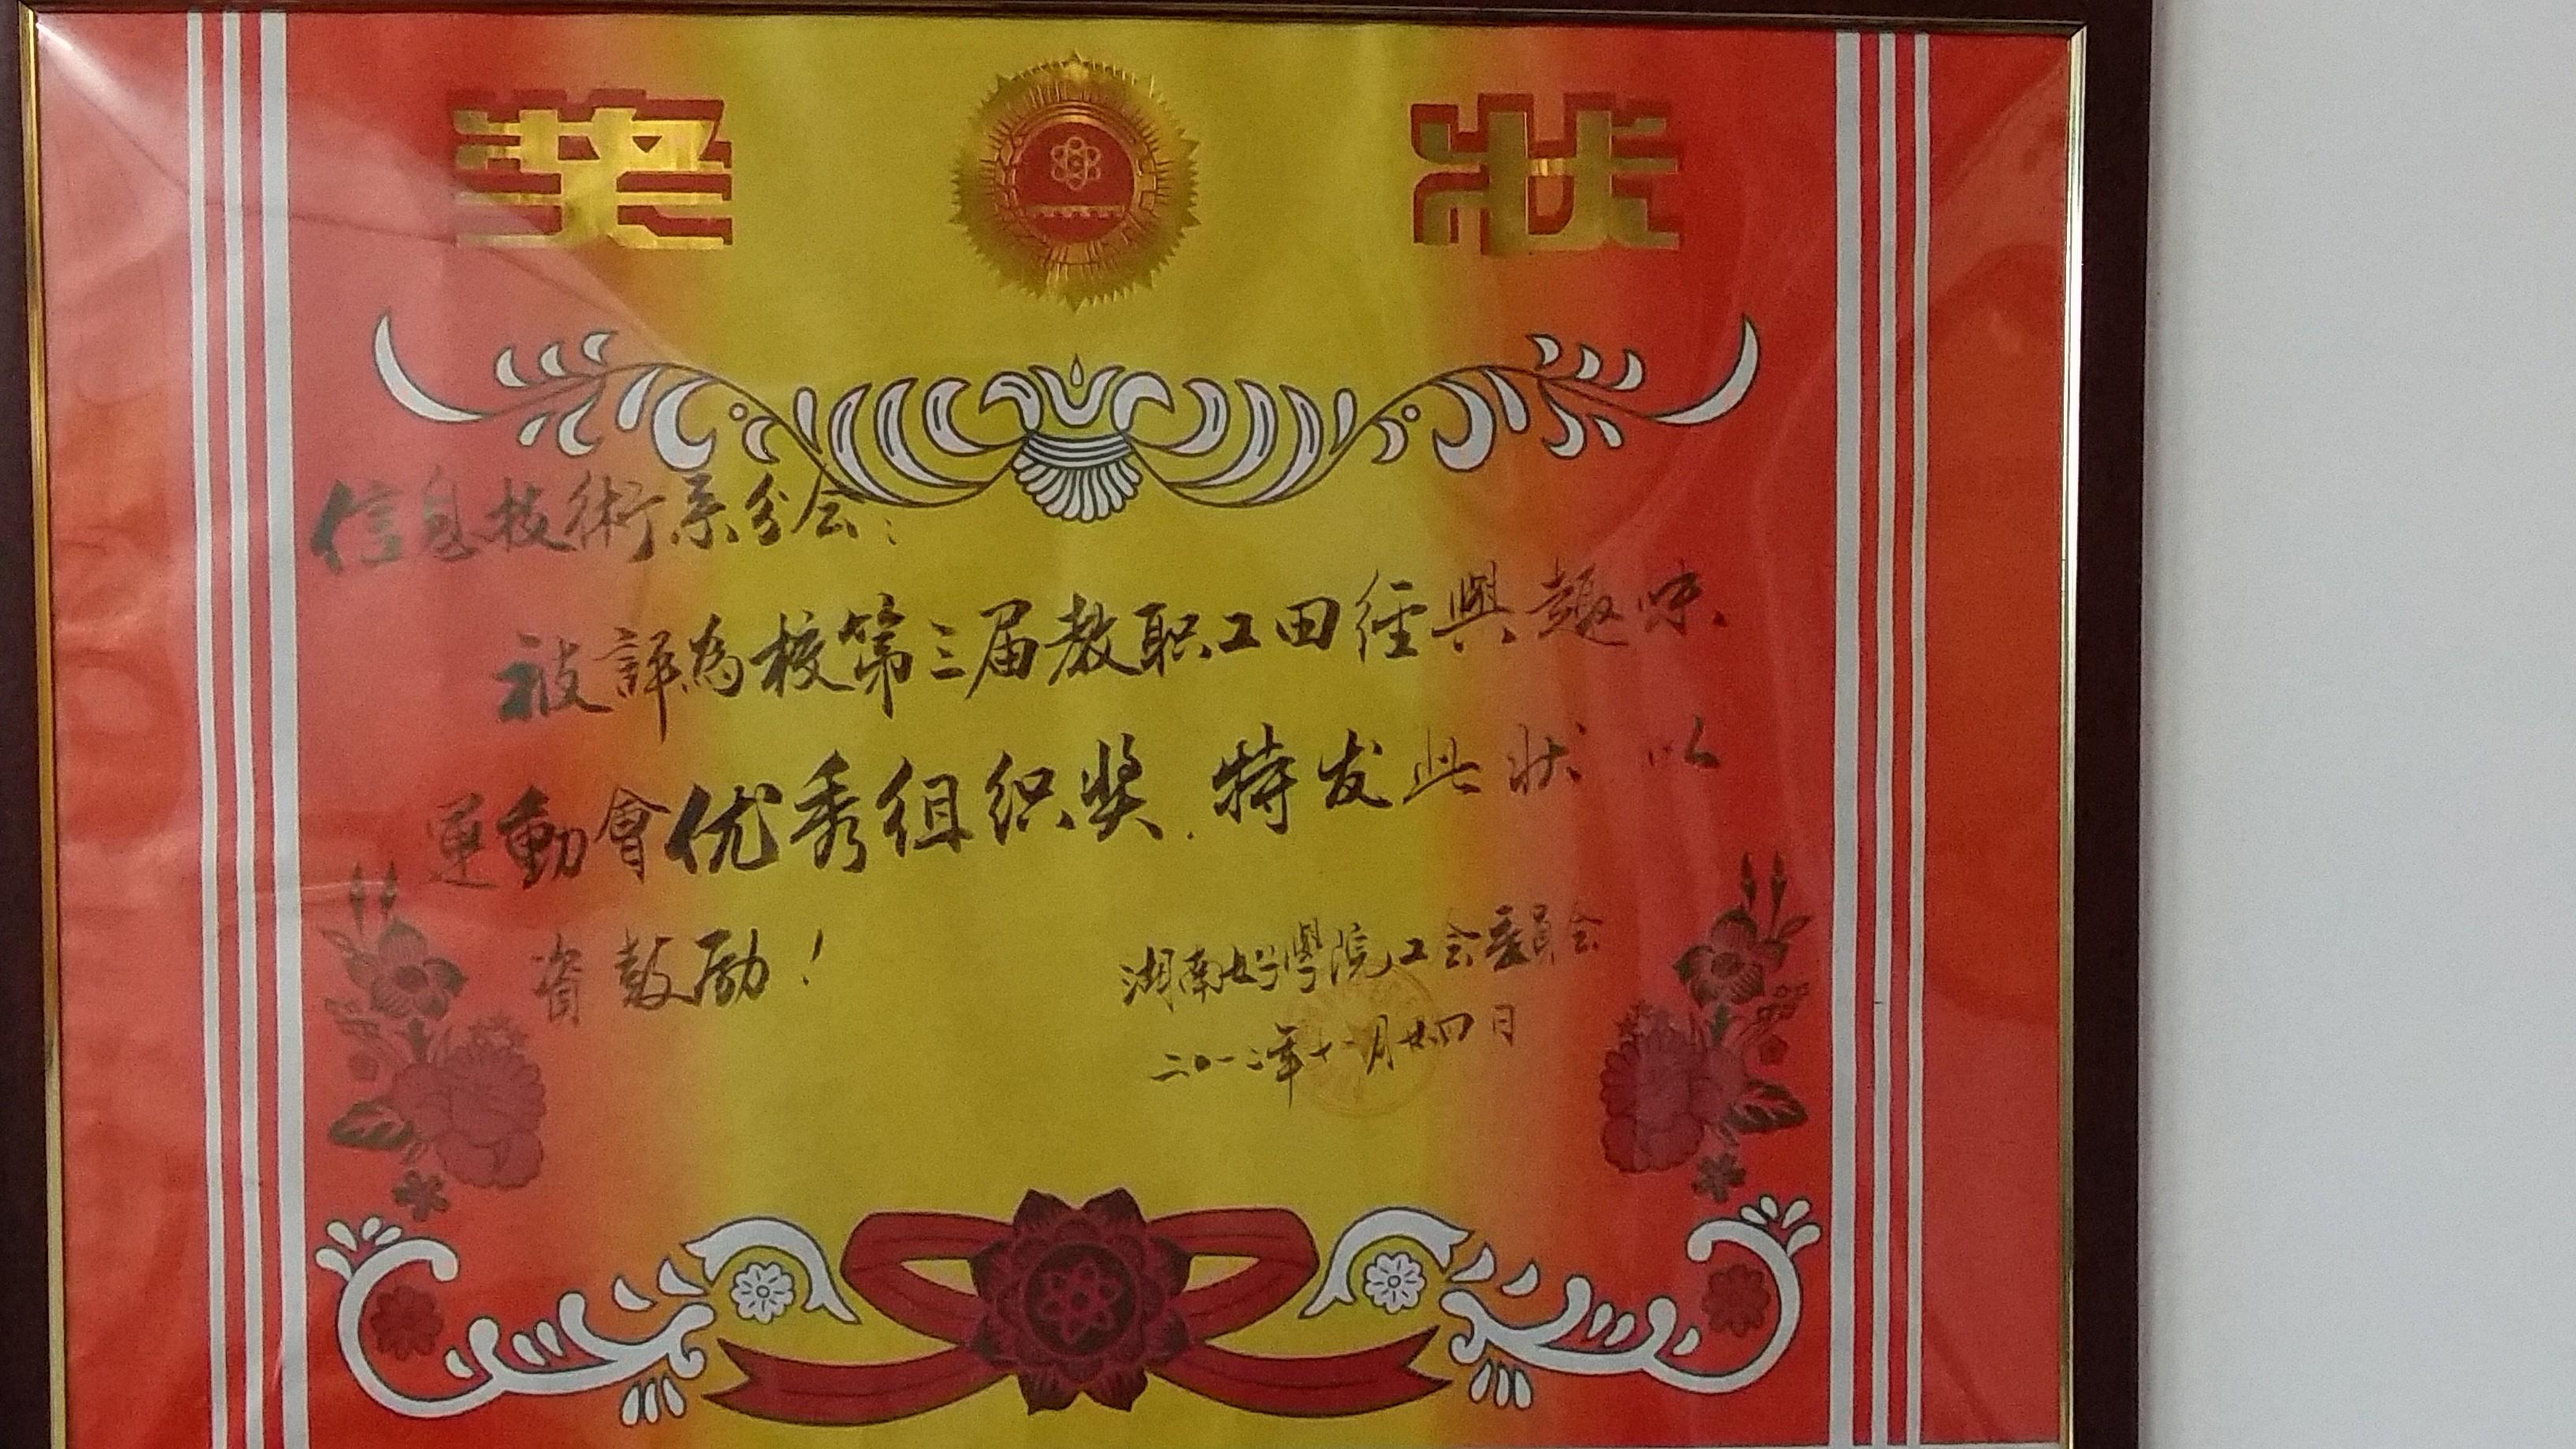 奖状
信息技術系分会：
被評為校第三届教职工田徑與趣味
運動會优秀组织奖.特发此状以
資鼓励！
湖南女子學院工会委員会
二〇一二年十一月廿四日